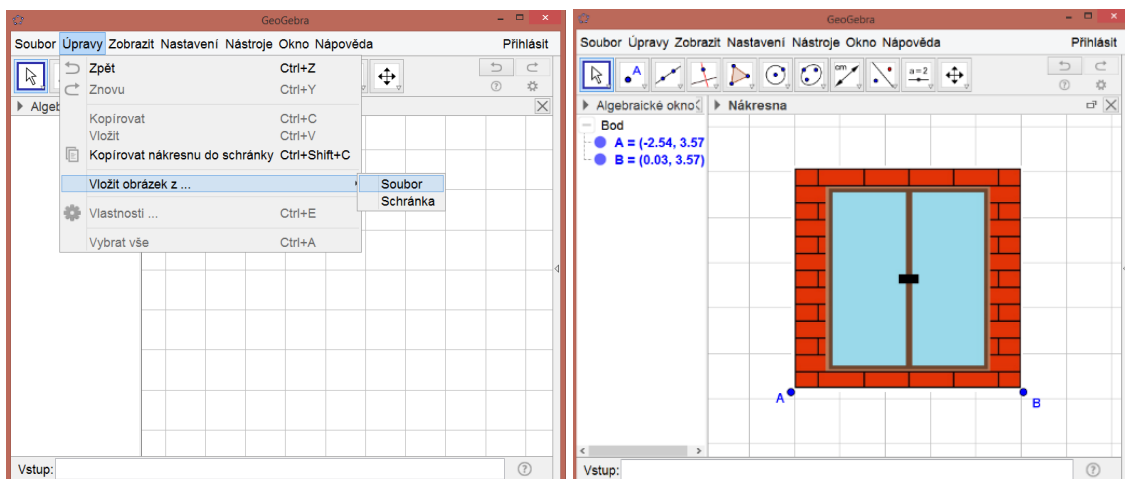 GeoGebra
Soubor Úpravy Zobrazit Nastavení Nástroje Okno Nápověda Přihlásit
Zpět Ctrl+Z
Znovu Ctrl+Y
Kopírovat Ctrl+C
Vložit Ctrl+V
Kopírovat nákresnu do schránky Ctrl+Shift+C
Vložit obrázek z ...
Soubor
Schránka
Vlastnosti ... Ctrl+E
Vybrat vše Ctrl+A
Algeb
Vstup:
GeoGebra
Soubor Úpravy Zobrazit Nastavení Nástroje Okno Nápověda Přihlásit
A cm a=2
Algebraické okno Nákresna
Bod
A = (-2.54, 3.57
B = (0.03, 3.57)
A
B
Vstup: